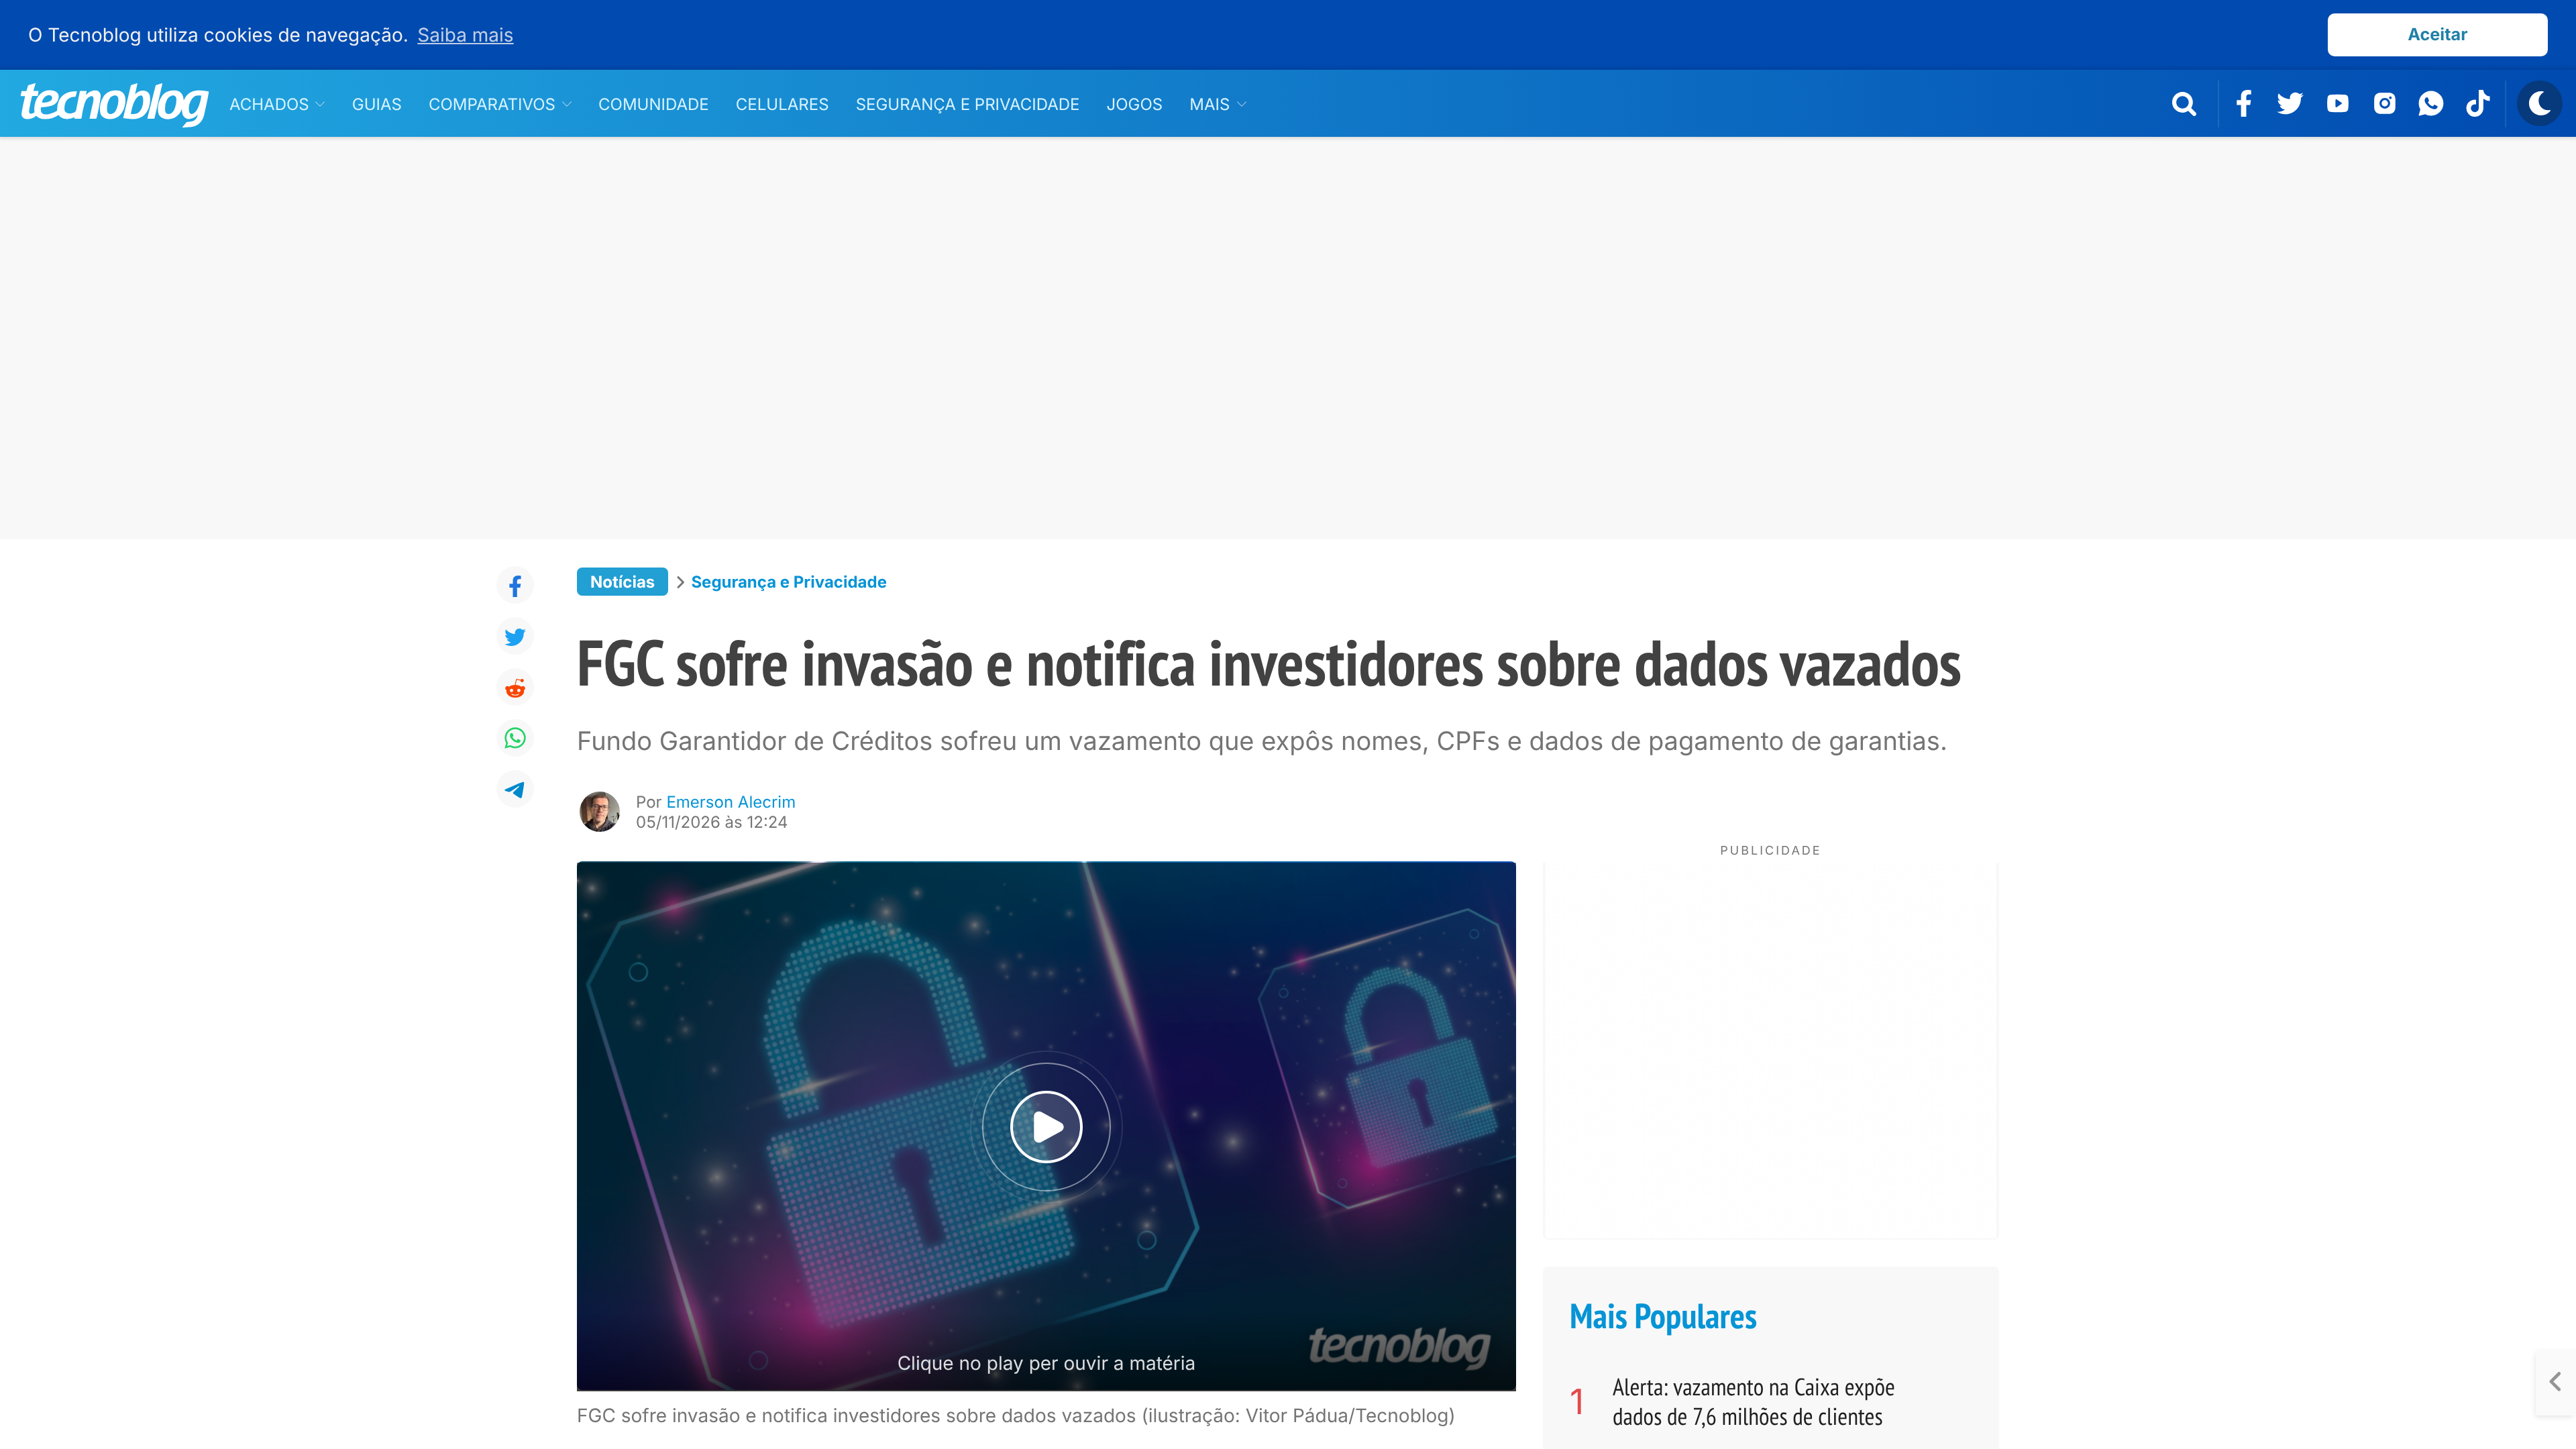 O Tecnoblog utiliza cookies de navegação. Saiba mais
Aceitar
tecnoblog
ACHADOS
GUIAS
COMPARATIVOS
COMUNIDADE
CELULARES
SEGURANÇA E PRIVACIDADE
JOGOS
MAIS
Notícias
Segurança e Privacidade
FGC sofre invasão e notifica investidores sobre dados vazados
Fundo Garantidor de Créditos sofreu um vazamento que expôs nomes, CPFs e dados de pagamento de garantias.
Por Emerson Alecrim
05/11/2026 às 12:24
PUBLICIDADE
tecnoblog
Clique no play per ouvir a matéria
FGC sofre invasão e notifica investidores sobre dados vazados (ilustração: Vitor Pádua/Tecnoblog)
Mais Populares
1
Alerta: vazamento na Caixa expõe
dados de 7,6 milhões de clientes